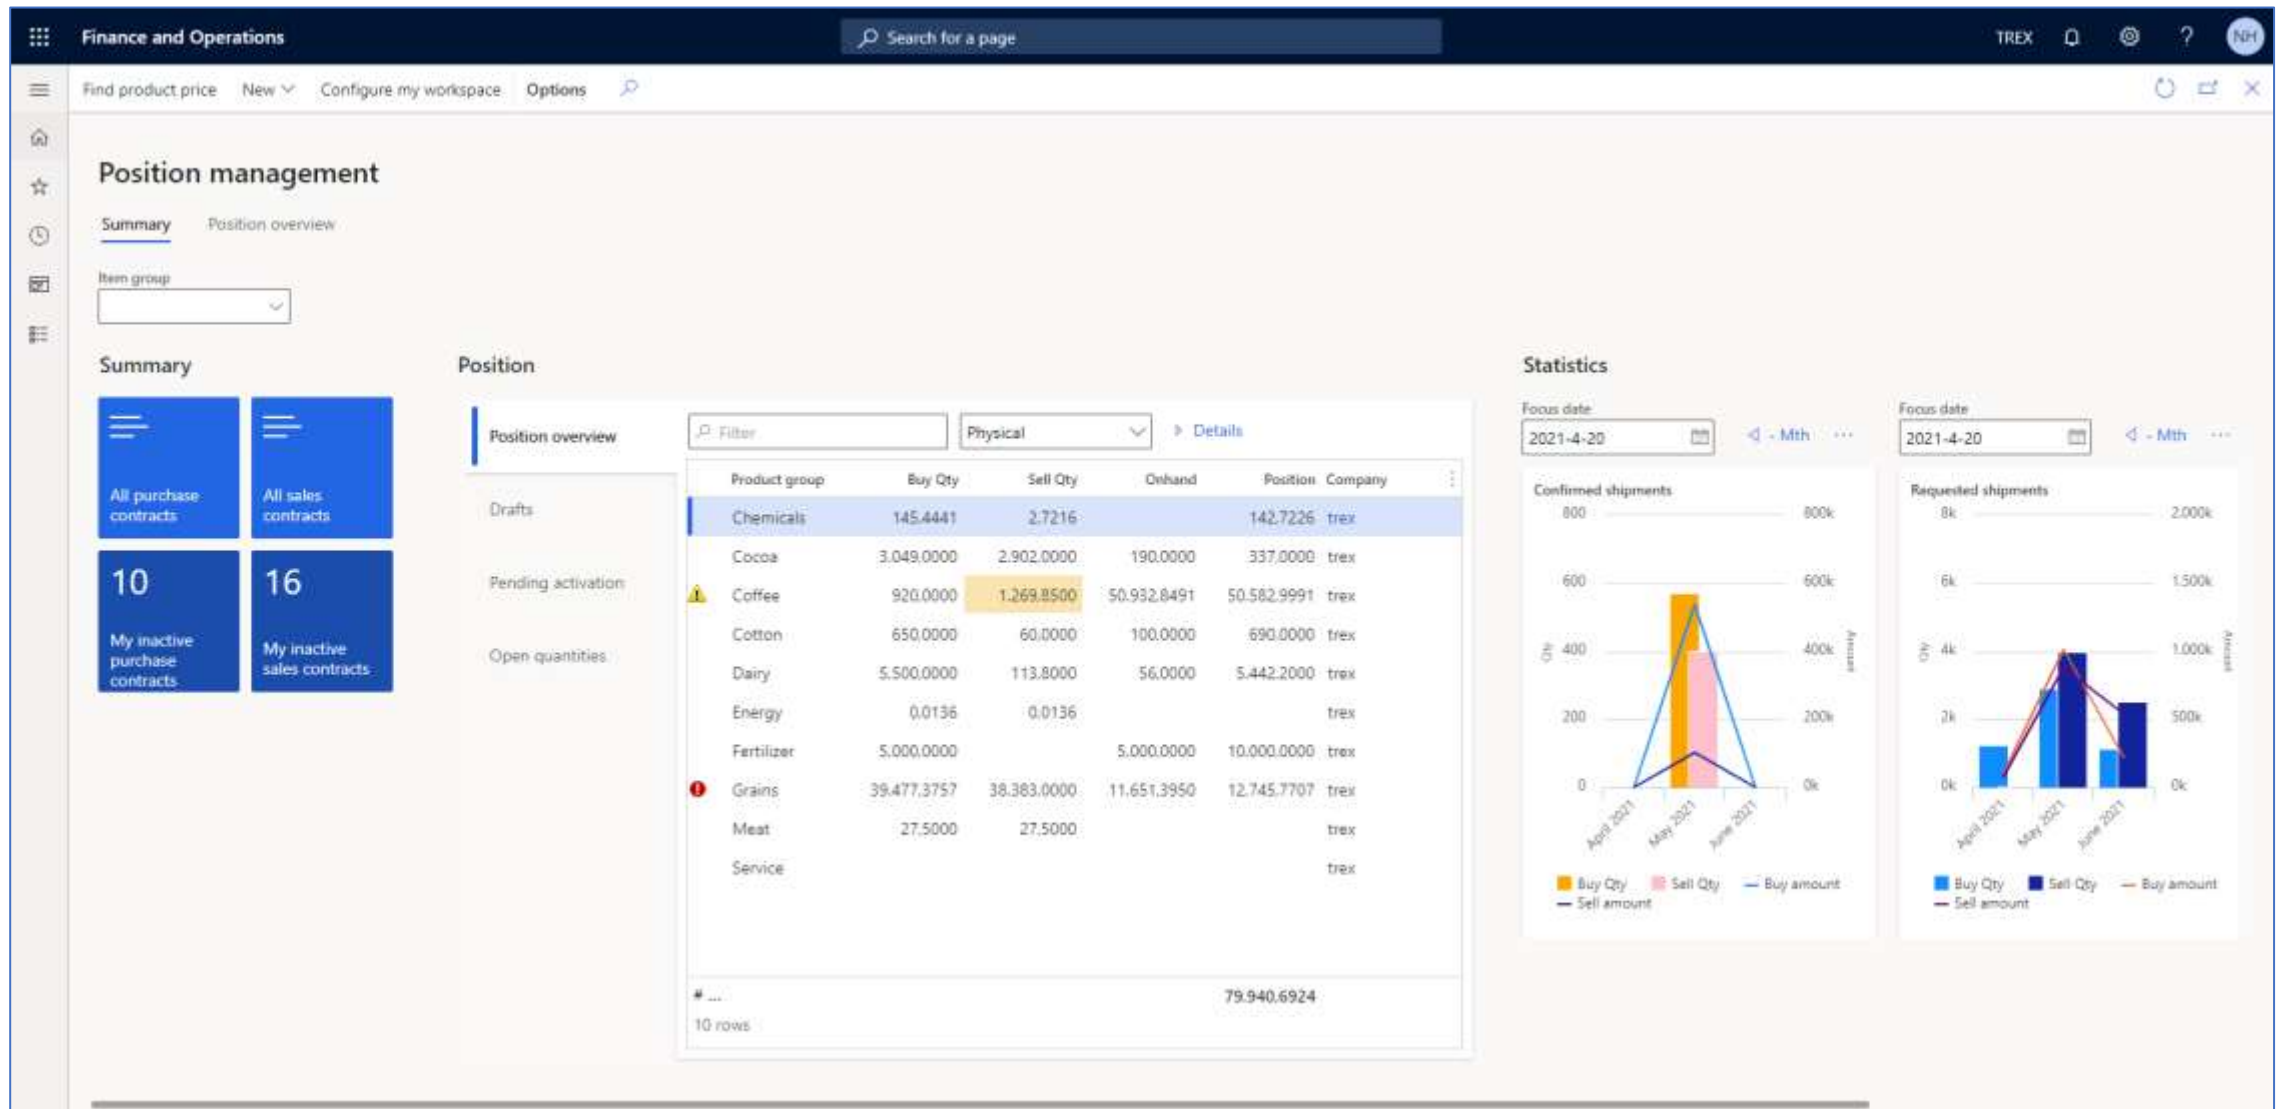 Finance and Operations
Search for a page
TREX
?
NH
Find product price New Configure my workspace Options
Position management
Summary Position overview
Item group
Summary
All purchase
contracts
All sales
contracts
10
My inactive
purchase
contracts
16
My inactive
sales contracts
Position
Position overview
Drafts
Pending activation
Open quantities
Filter
Physical
Details
Product group Buy Qty Sell Qty Onhand Position Company
Chemicals 145.4441 2.7216 142.7226 trex
Cocoa 3.049.0000 2.902.0000 190.0000 337.0000 trex
Coffee 920.0000 1.269.8500 50.932.8491 50.582.9991 trex
Cotton 650.0000 60.0000 100.0000 690.0000 trex
Dairy 5.500.0000 113.8000 56.0000 5.442.2000 trex
Energy 0.0136 0.0136 trex
Fertilizer 5.000.0000 5.000.0000 10.000.0000 trex
Grains 39.477.3757 38.383.0000 11.651.3950 12.745.7707 trex
Meat 27.5000 27.5000 trex
Service trex
# ... 79.940.6924
10 rows
Statistics
Focus date
2021-4-20
- Mth ...
Confirmed shipments
800 800k
600 600k
400 400k
200 200k
0 0k
Qty
Amount
April 2021
May 2021
June 2021
Buy Qty Sell Qty Buy amount
Sell amount
Focus date
2021-4-20
- Mth ...
Requested shipments
8k 2.000k
6k 1.500k
4k 1.000k
2k 500k
0k 0k
Qty
Amount
April 2021
May 2021
June 2021
Buy Qty Sell Qty Buy amount
Sell amount